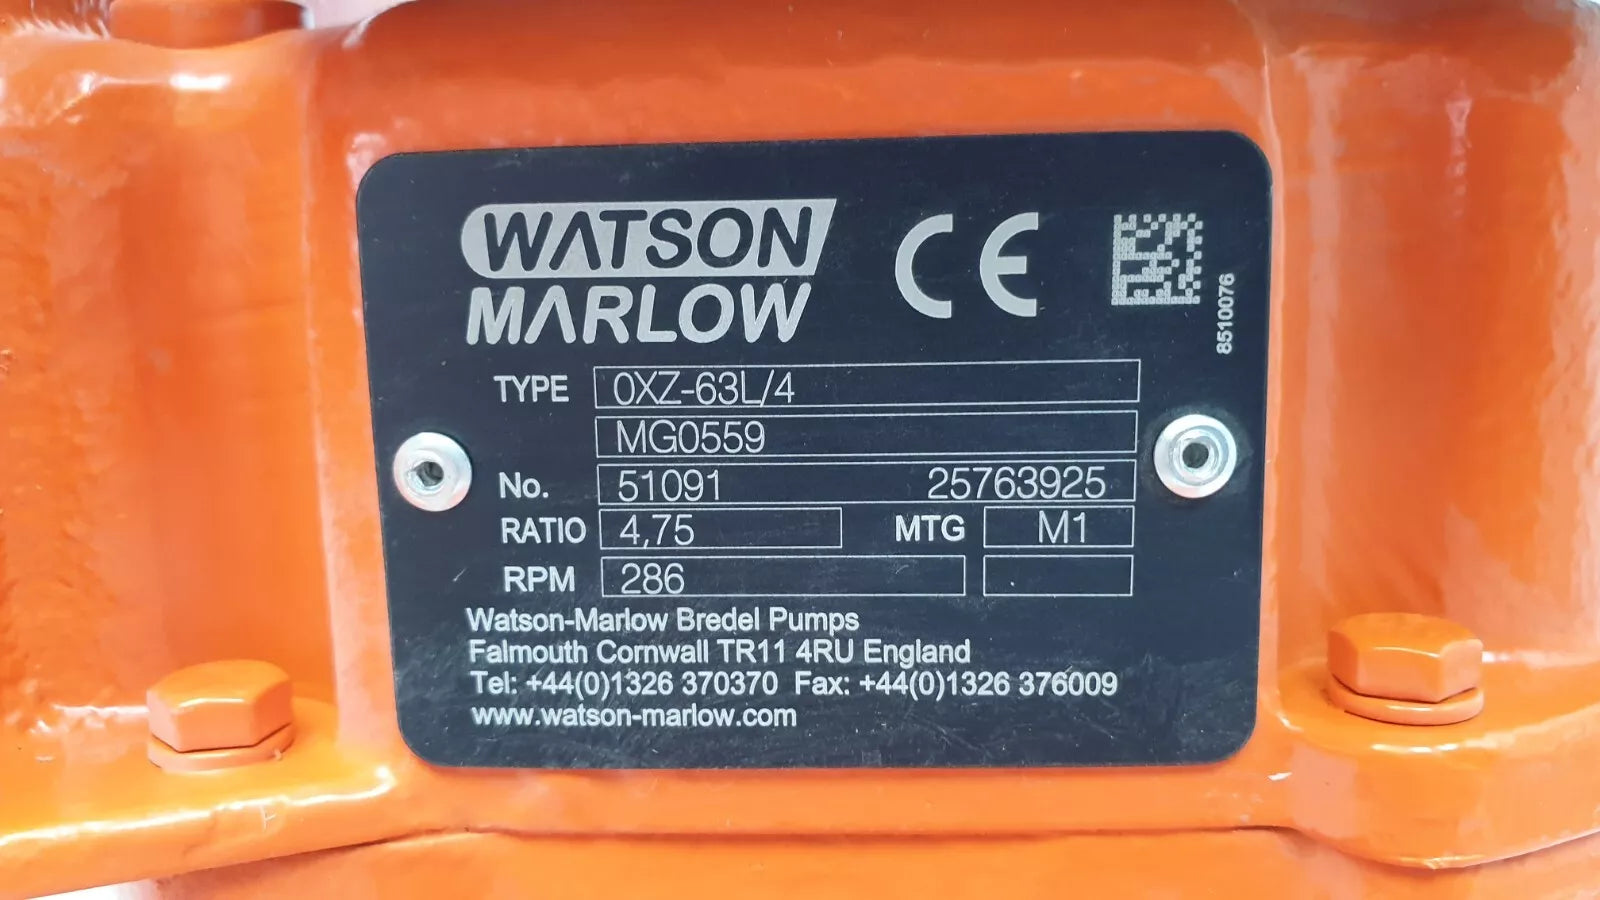 WATSON
MARLOW
CE
8510076
TYPE 0XZ-63L/4
MG0559
No. 51091 25763925
RATIO 4,75 MTG M1
RPM 286
Watson-Marlow Bredel Pumps
Falmouth Cornwall TR11 4RU England
Tel: +44(0)1326 370370 Fax: +44(0)1326 376009
www.watson-marlow.com